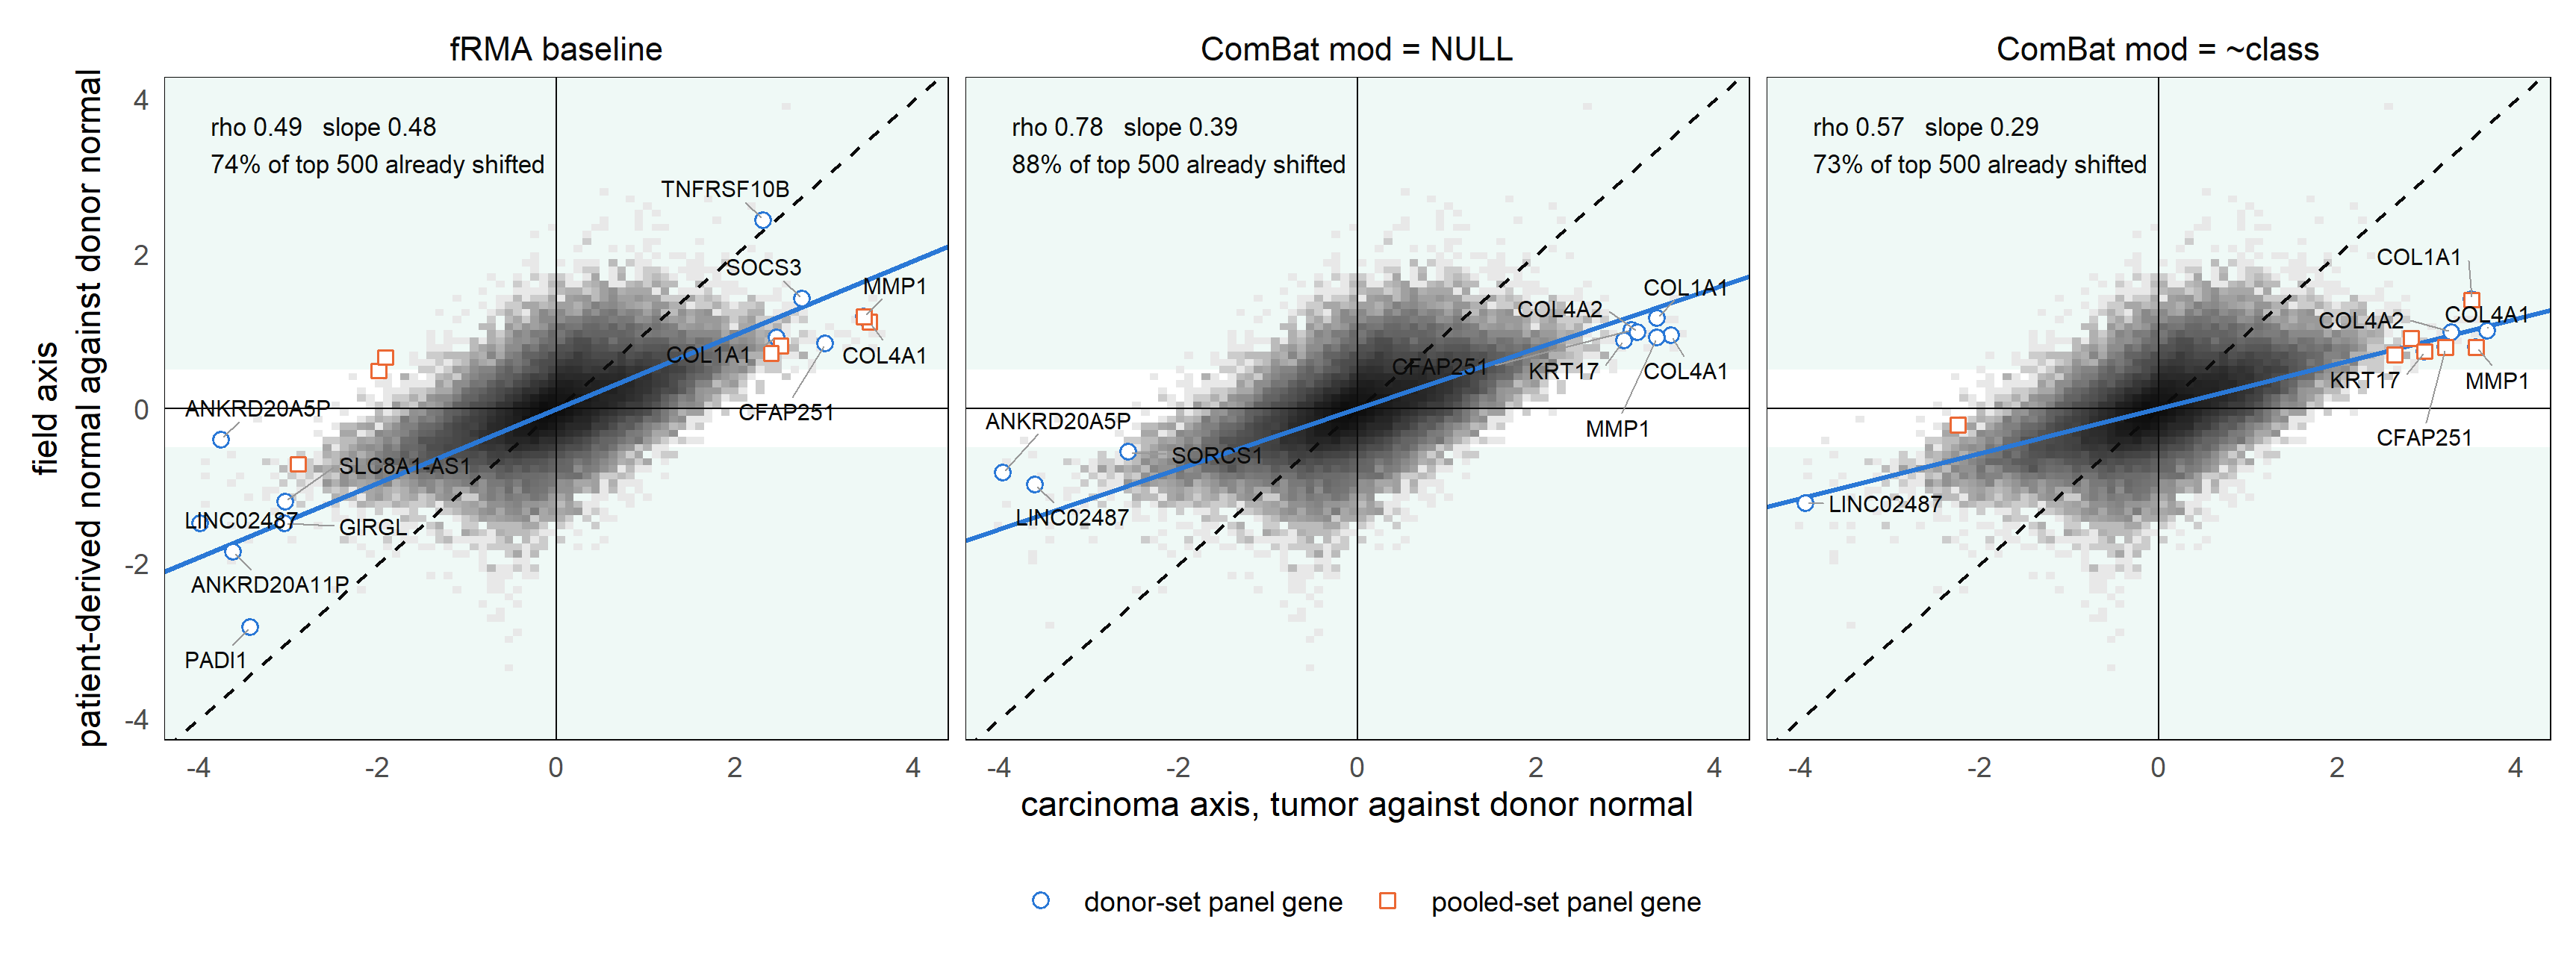 fRMA baseline
ComBat mod = NULL
ComBat mod = ~class
field axis
patient-derived normal against donor normal
4
2
0
-2
-4
rho 0.49 slope 0.48
74% of top 500 already shifted
TNFRSF10B
SOCS3
MMP1
COL1A1
COL4A1
CFAP251
ANKRD20A5P
SLC8A1-AS1
LINC02487
GIRGL
ANKRD20A11P
PADI1
rho 0.78 slope 0.39
88% of top 500 already shifted
COL1A1
COL4A2
CFAP251
KRT17
COL4A1
MMP1
ANKRD20A5P
SORCS1
LINC02487
rho 0.57 slope 0.29
73% of top 500 already shifted
COL1A1
COL4A2
COL4A1
KRT17
MMP1
CFAP251
LINC02487
-4 -2 0 2 4
-4 -2 0 2 4
-4 -2 0 2 4
carcinoma axis, tumor against donor normal
donor-set panel gene
pooled-set panel gene